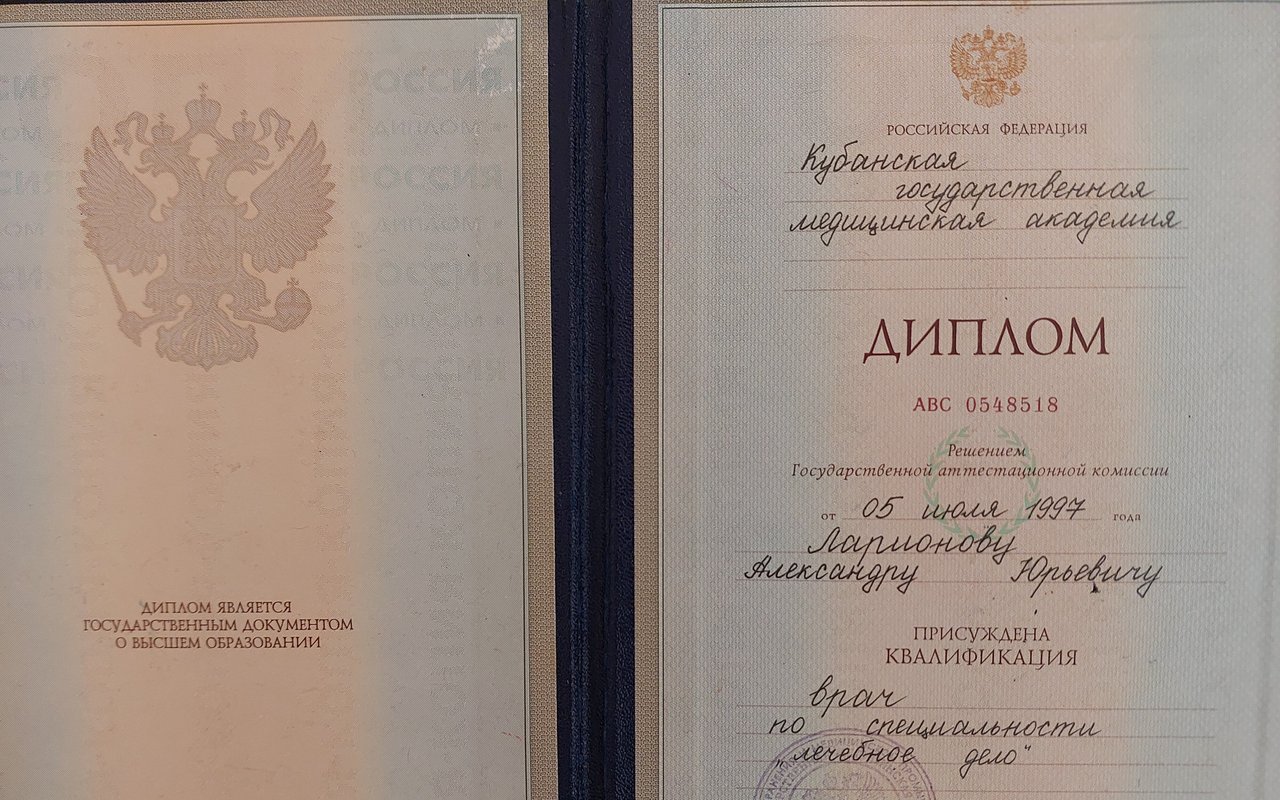 ДИПЛОМ ЯВЛЯЕТСЯ
ГОСУДАРСТВЕННЫМ ДОКУМЕНТОМ
О ВЫСШЕМ ОБРАЗОВАНИИ
РОССИЙСКАЯ ФЕДЕРАЦИЯ
Кубанская
государственная
медицинская академия
ДИПЛОМ
АВС 0548518
Решением
Государственной аттестационной комиссии
от 05 июля 1997 года
Ларионову
Александру Юрьевичу
ПРИСУЖДЕНА
КВАЛИФИКАЦИЯ
врач
по специальности
"лечебное дело"